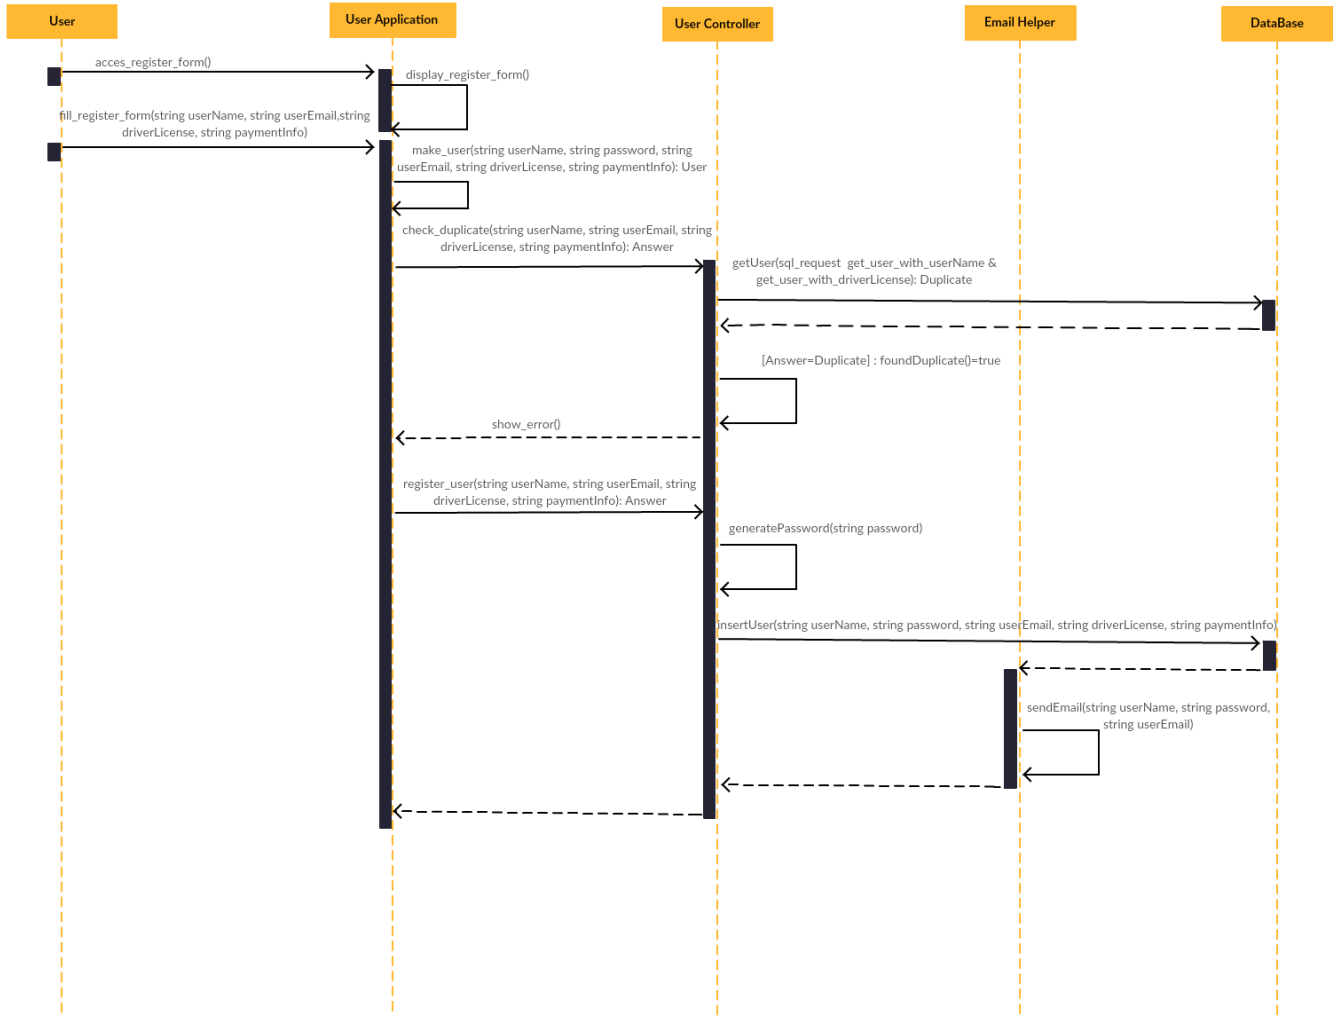 User
User Application
User Controller
Email Helper
DataBase
acces_register_form()
display_register_form()
fill_register_form(string userName, string userEmail,string
driverLicense, string paymentInfo)
make_user(string userName, string password, string
userEmail, string driverLicense, string paymentInfo): User
check_duplicate(string userName, string userEmail, string
driverLicense, string paymentInfo): Answer
getUser(sql_request  get_user_with_userName &
get_user_with_driverLicense): Duplicate
[Answer=Duplicate] : foundDuplicate()=true
show_error()
register_user(string userName, string userEmail, string
driverLicense, string paymentInfo): Answer
generatePassword(string password)
insertUser(string userName, string password, string userEmail, string driverLicense, string paymentInfo)
sendEmail(string userName, string password,
string userEmail)